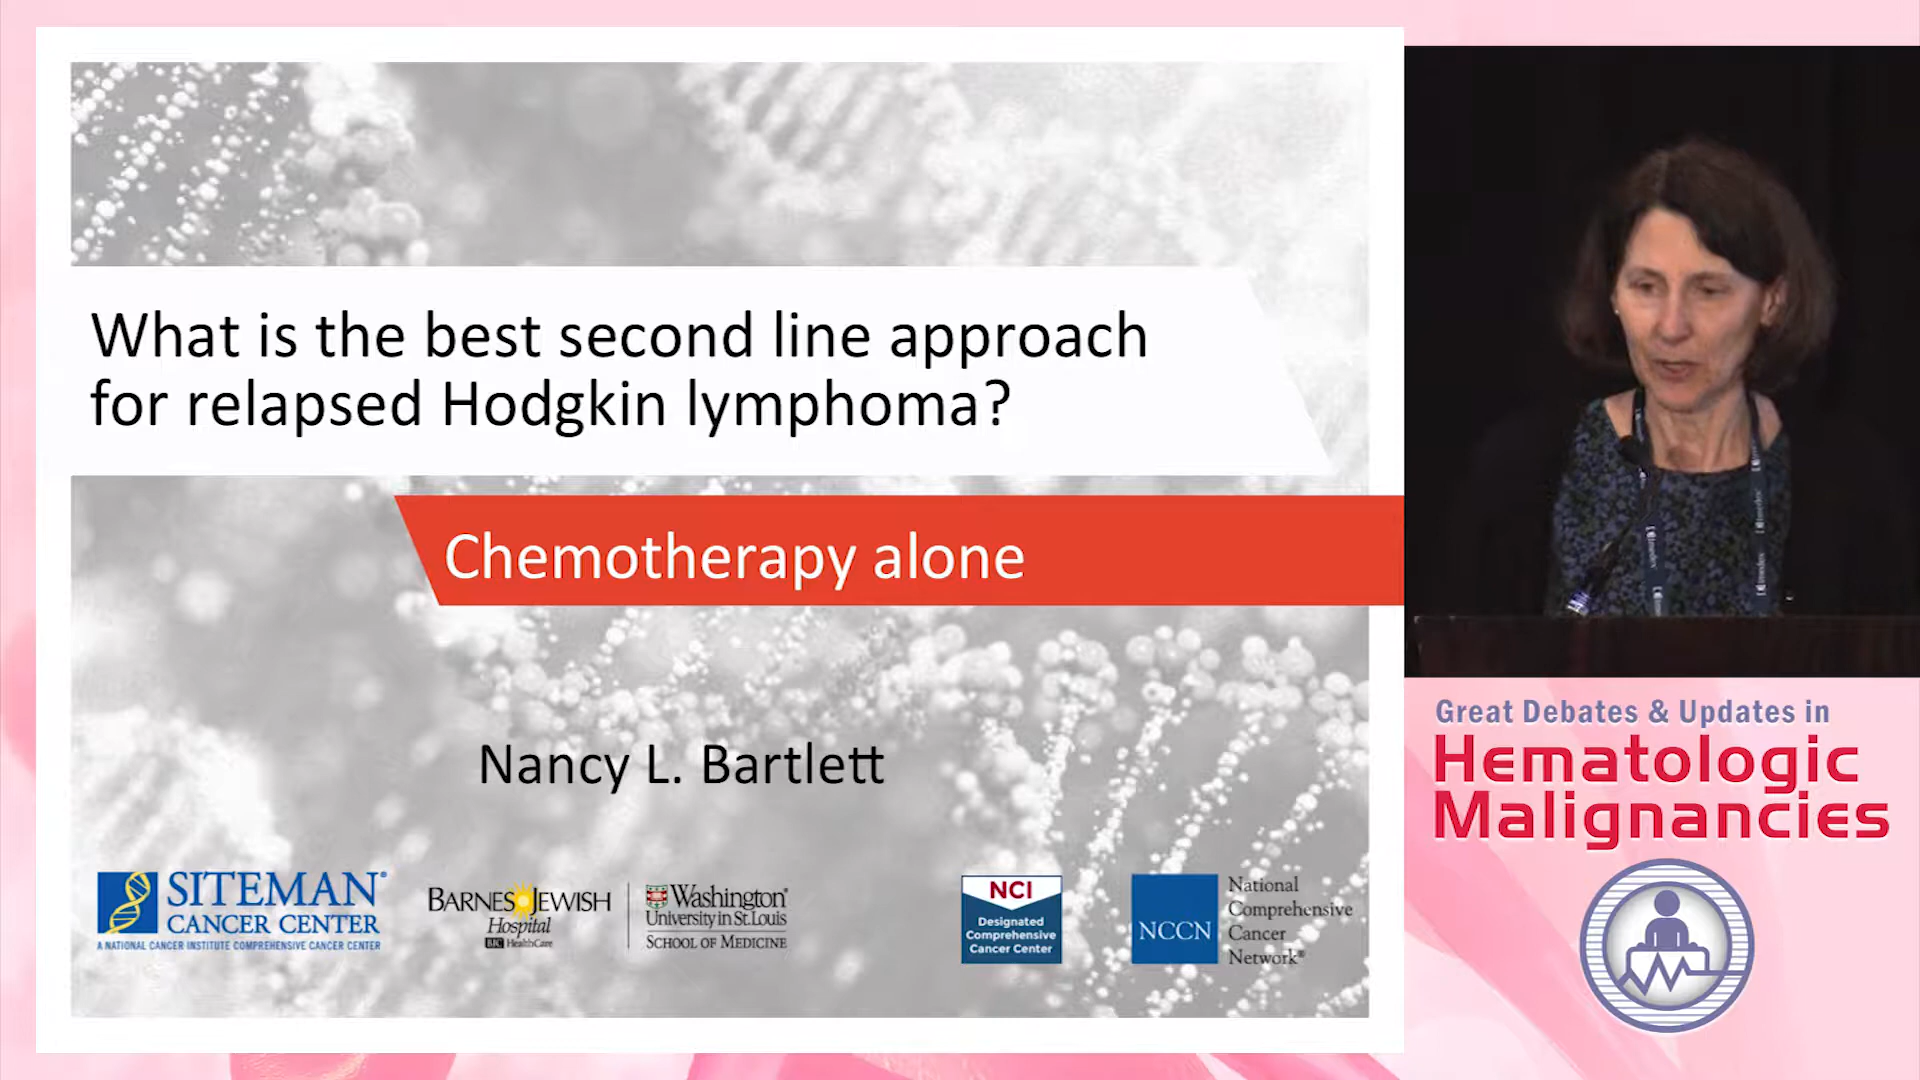 What is the best second line approach
for relapsed Hodgkin lymphoma?
Chemotherapy alone
Nancy L. Bartlett
SITEMAN®
CANCER CENTER
A NATIONAL CANCER INSTITUTE COMPREHENSIVE CANCER CENTER
BARNES JEWISH
Hospital
BJC HealthCare
Washington
University in St. Louis
SCHOOL OF MEDICINE
NCI
Designated
Comprehensive
Cancer Center
NCCN
National
Comprehensive
Cancer
Network®
Great Debates & Updates in
Hematologic
Malignancies